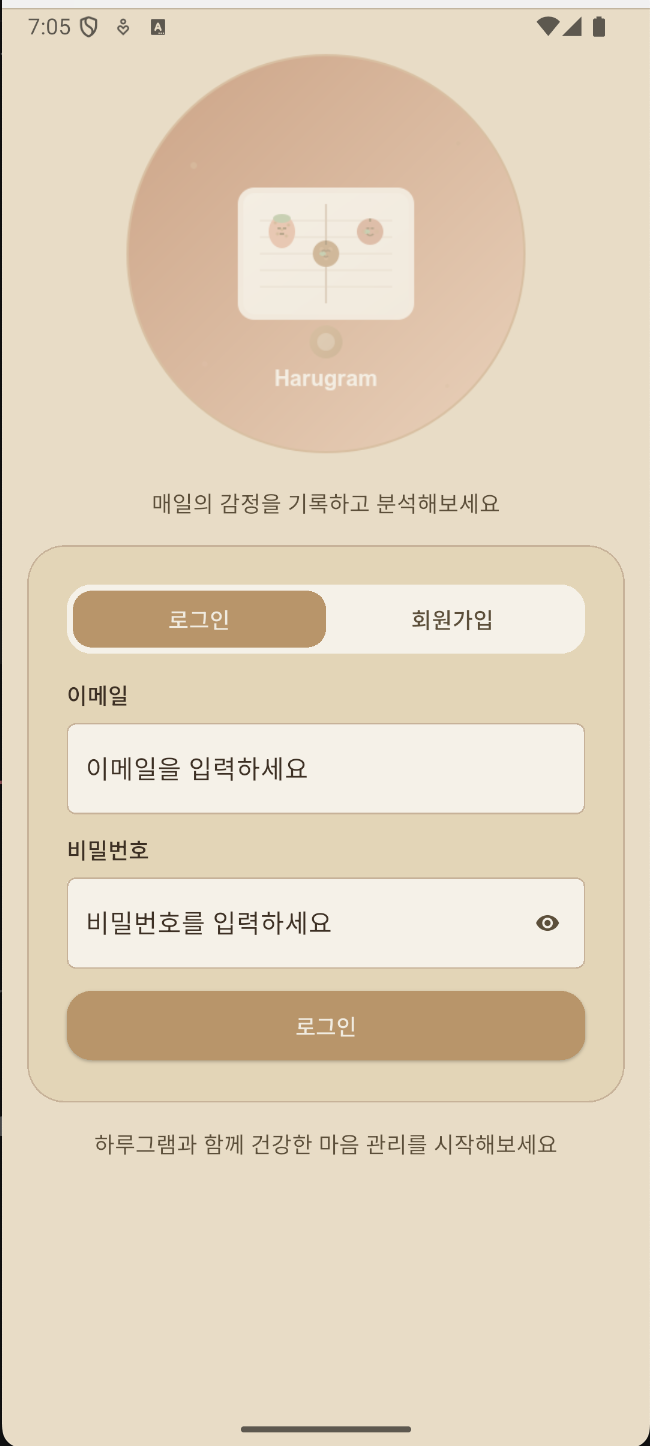 7:05
Harugram
매일의 감정을 기록하고 분석해보세요
로그인 회원가입
이메일
이메일을 입력하세요
비밀번호
비밀번호를 입력하세요
로그인
하루그램과 함께 건강한 마음 관리를 시작해보세요